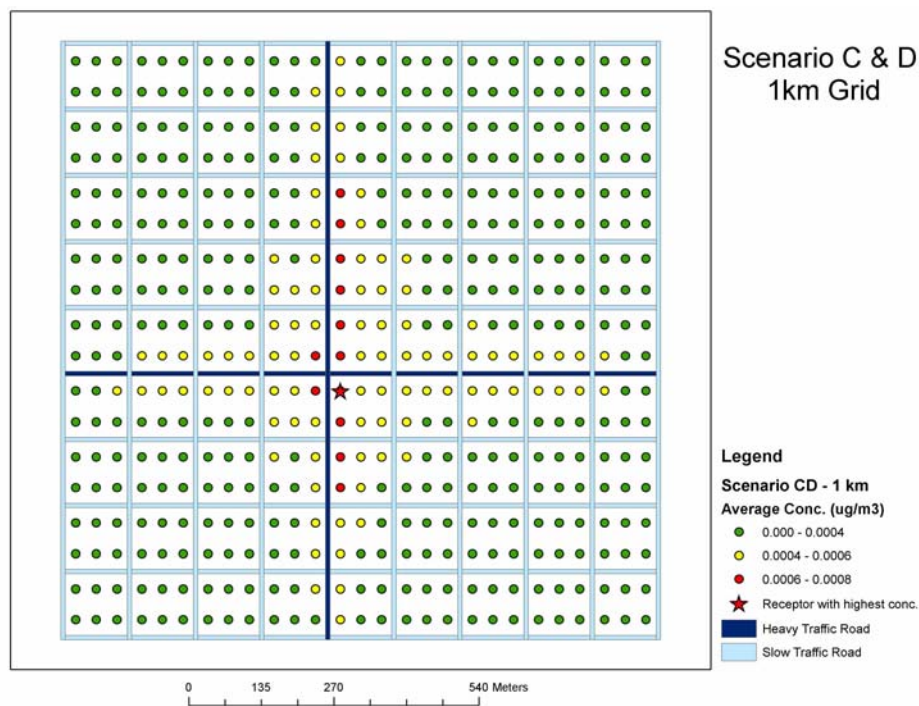 Scenario C & D
1km Grid
Legend
Scenario CD - 1 km
Average Conc. (ug/m3)
0.000 - 0.0004
0.0004 - 0.0006
0.0006 - 0.0008
Receptor with highest conc.
Heavy Traffic Road
Slow Traffic Road
0 135 270 540 Meters